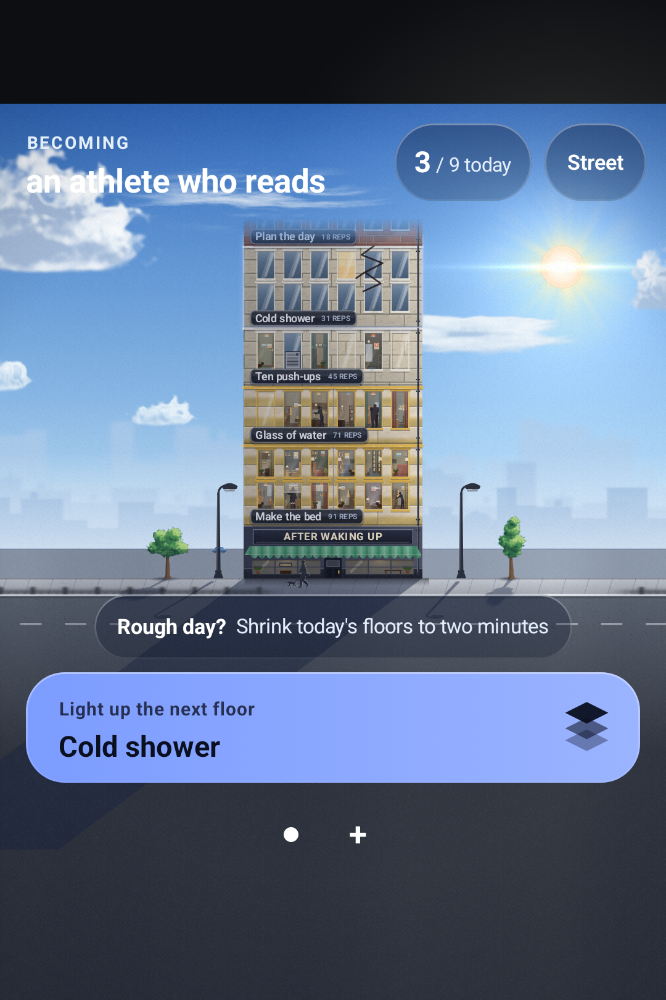 BECOMING
an athlete who reads
3 / 9 today
Street
Plan the day 18 REPS
Cold shower 31 REPS
Ten push-ups 45 REPS
Glass of water 71 REPS
Make the bed 91 REPS
AFTER WAKING UP
Rough day? Shrink today's floors to two minutes
Light up the next floor
Cold shower